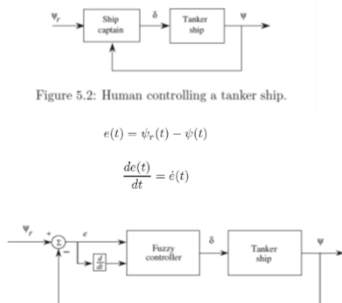 ψr Ship captain δ Tanker ship ψ
Figure 5.2: Human controlling a tanker ship.
e(t) = ψr(t) − ψ(t)
de(t)/dt = ė(t)
ψr + Σ − e d/dt Fuzzy controller δ Tanker ship ψ